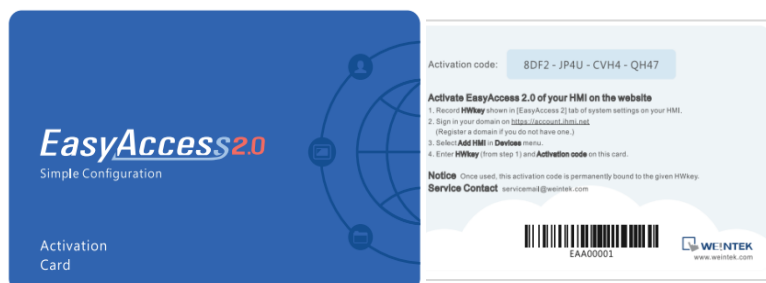 EasyAccess2.0
Simple Configuration
Activation
Card
Activation code:
8DF2 - JP4U - CVH4 - QH47
Activate EasyAccess 2.0 of your HMI on the website
1. Record HWkey shown in [EasyAccess 2] tab of system settings on your HMI.
2. Sign in your domain on https://account.ihmi.net
(Register a domain if you do not have one.)
3. Select Add HMI in Devices menu.
4. Enter HWkey (from step 1) and Activation code on this card.
Notice Once used, this activation code is permanently bound to the given HWkey.
Service Contact servicemail@weintek.com
EAA00001
WEINTEK
www.weintek.com